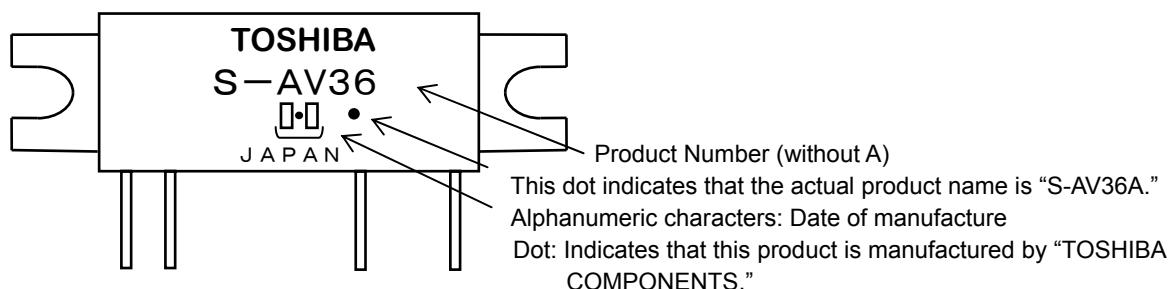 TOSHIBA
S－AV36
JAPAN
Product Number (without A)
This dot indicates that the actual product name is “S-AV36A.”
Alphanumeric characters: Date of manufacture
Dot: Indicates that this product is manufactured by “TOSHIBA
COMPONENTS.”